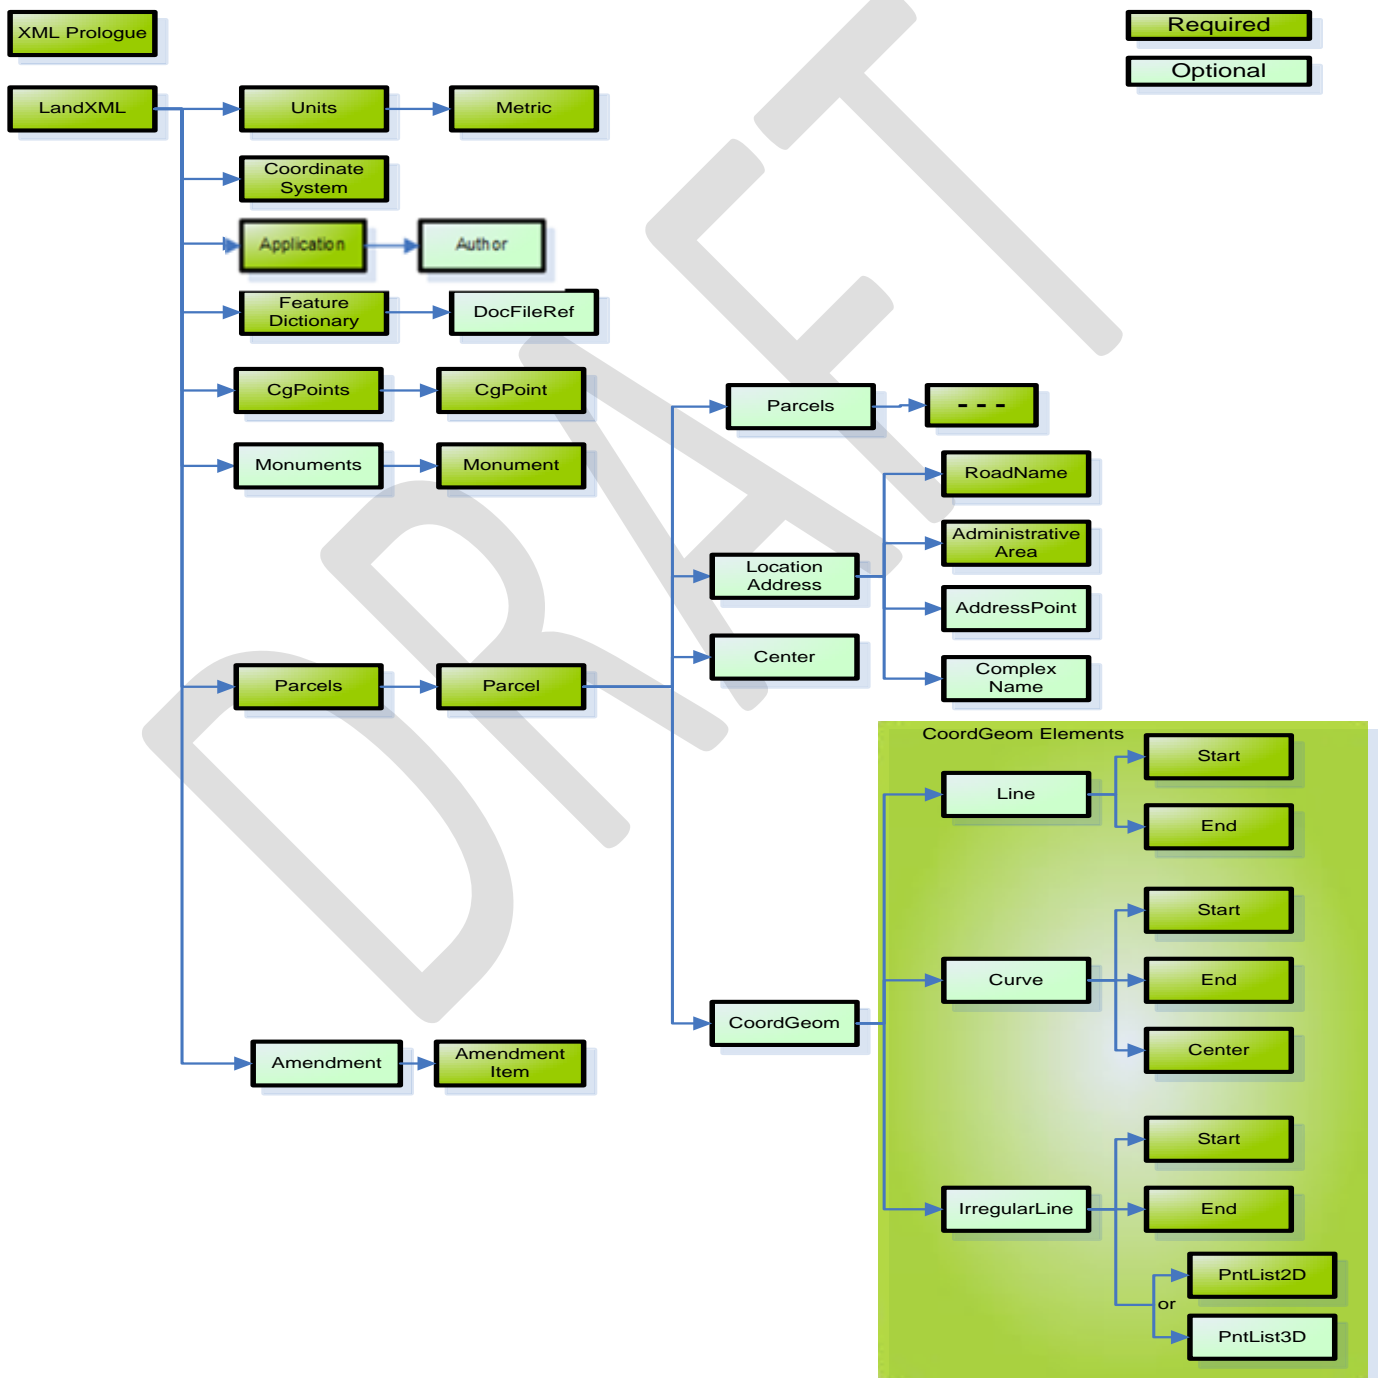 XML Prologue
Required
Optional
LandXML
Units
Metric
Coordinate
System
Application
Author
Feature
Dictionary
DocFileRef
CgPoints
CgPoint
Monuments
Monument
Parcels
- - -
RoadName
Administrative
Area
Location
Address
AddressPoint
Center
Complex
Name
Parcels
Parcel
CoordGeom Elements
Line
Start
End
Curve
Start
End
Center
CoordGeom
Amendment
Amendment
Item
IrregularLine
Start
End
PntList2D
or
PntList3D
DRAFT